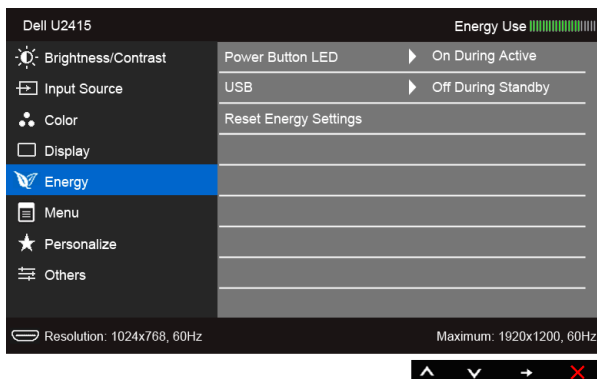 Dell U2415 Energy Use
Brightness/Contrast Power Button LED On During Active
Input Source USB Off During Standby
Color Reset Energy Settings
Display
Energy
Menu
Personalize
Others
Resolution: 1024x768, 60Hz Maximum: 1920x1200, 60Hz